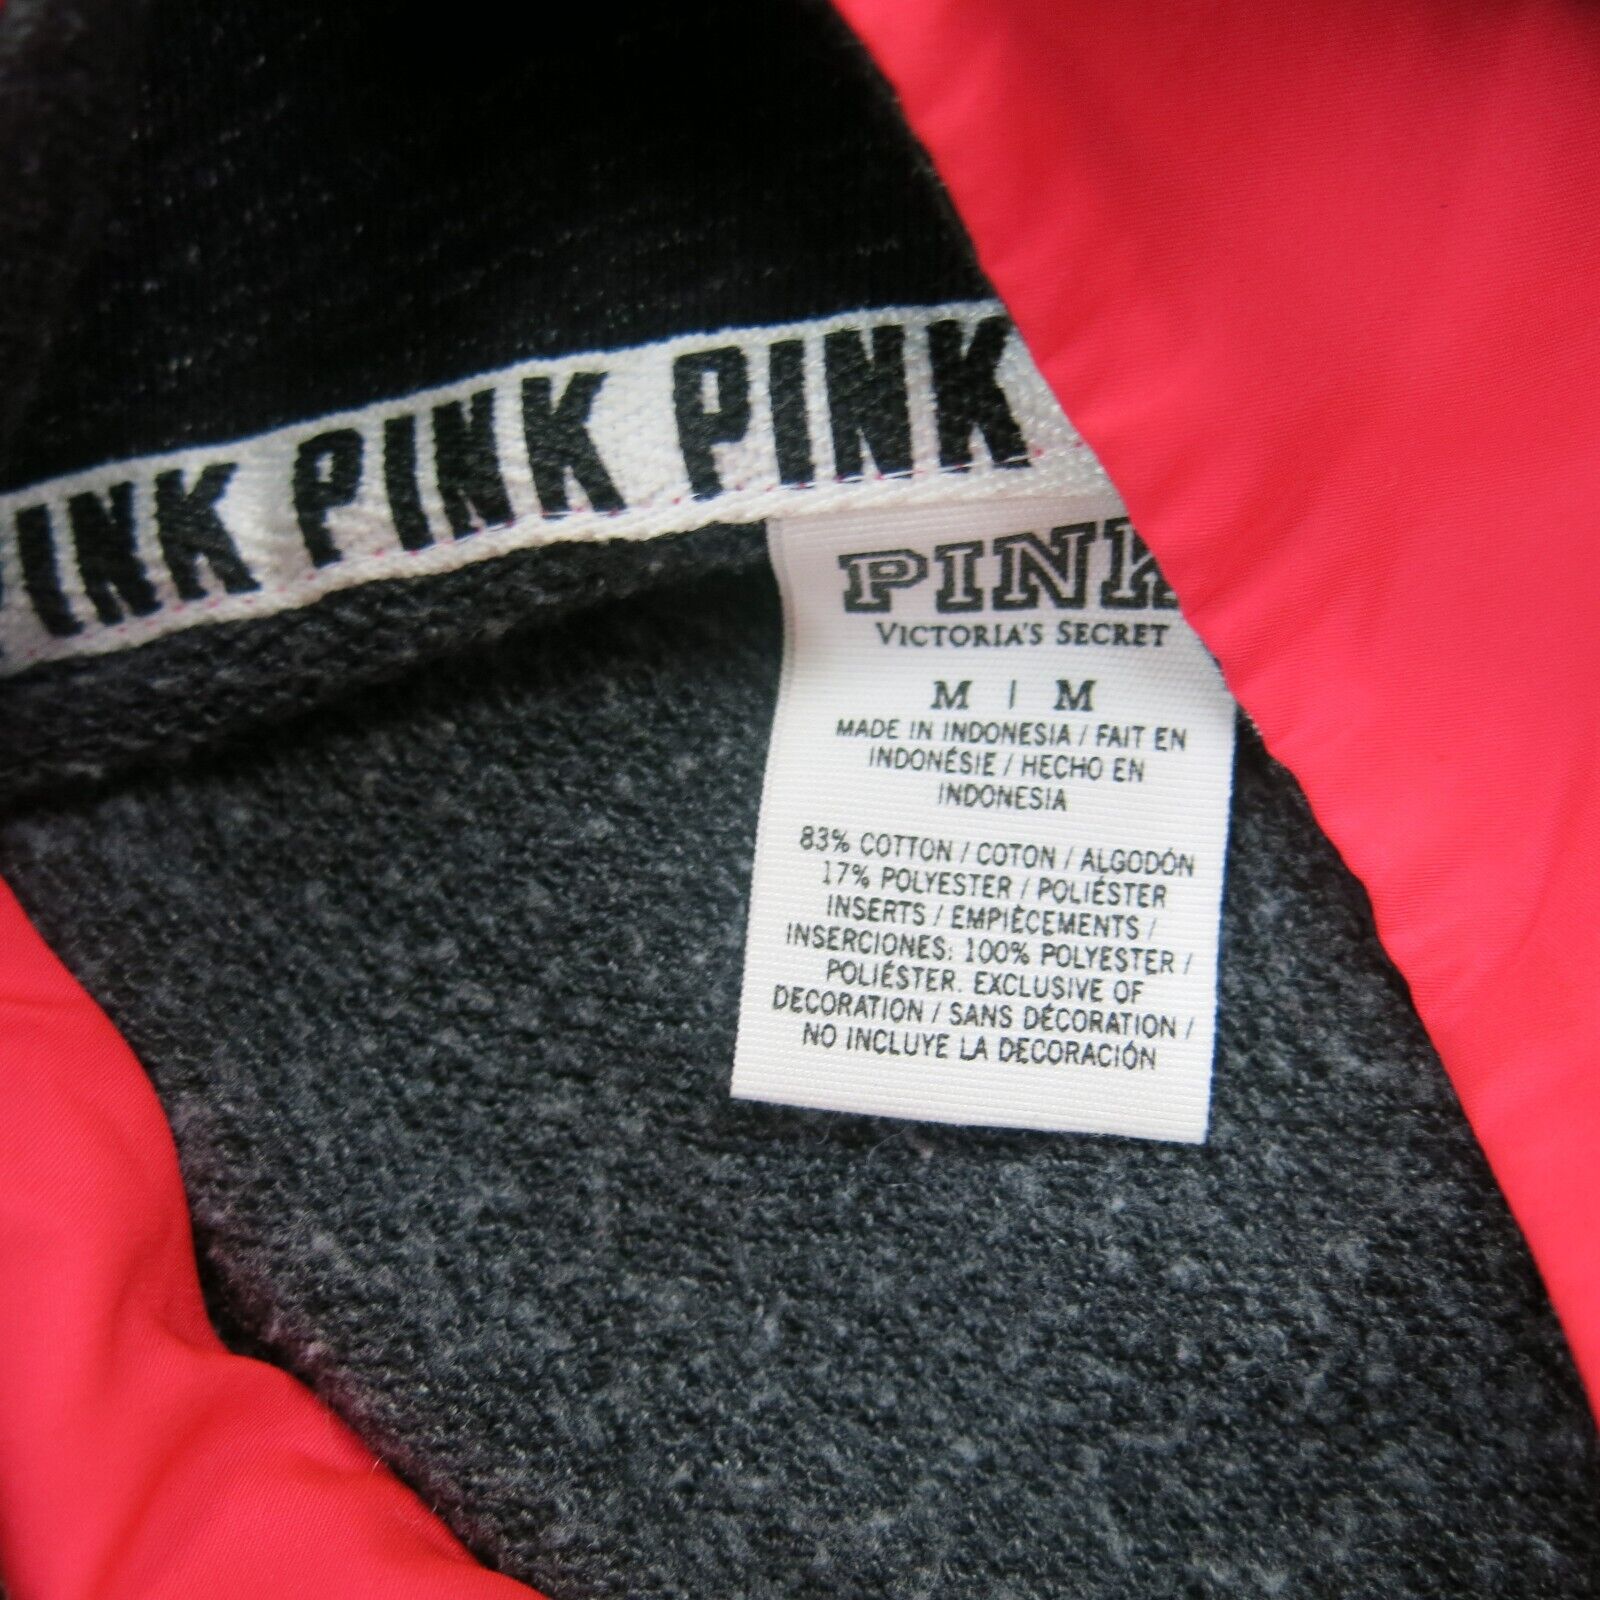 PINK PINK PINK
PINK
VICTORIA'S SECRET
M | M
MADE IN INDONESIA / FAIT EN
INDONÉSIE / HECHO EN
INDONESIA
83% COTTON / COTON / ALGODÓN
17% POLYESTER / POLIÉSTER
INSERTS / EMPIÈCEMENTS /
INSERCIONES: 100% POLYESTER /
POLIÉSTER. EXCLUSIVE OF
DECORATION / SANS DÉCORATION /
NO INCLUYE LA DECORACIÓN